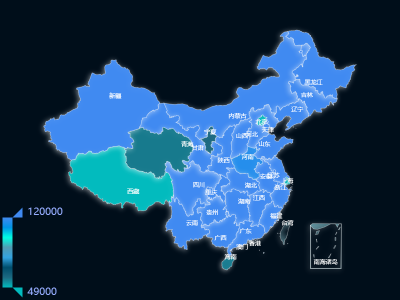 黑龙江
吉林
新疆
辽宁
内蒙古
北京
天津
宁夏
山西
河北
青海
甘肃
山东
陕西
河南
西藏
四川
重庆
湖北
安徽
江苏
上海
浙江
湖南
江西
贵州
云南
福建
台湾
广西
广东
香港
澳门
海南
南海诸岛
120000
49000